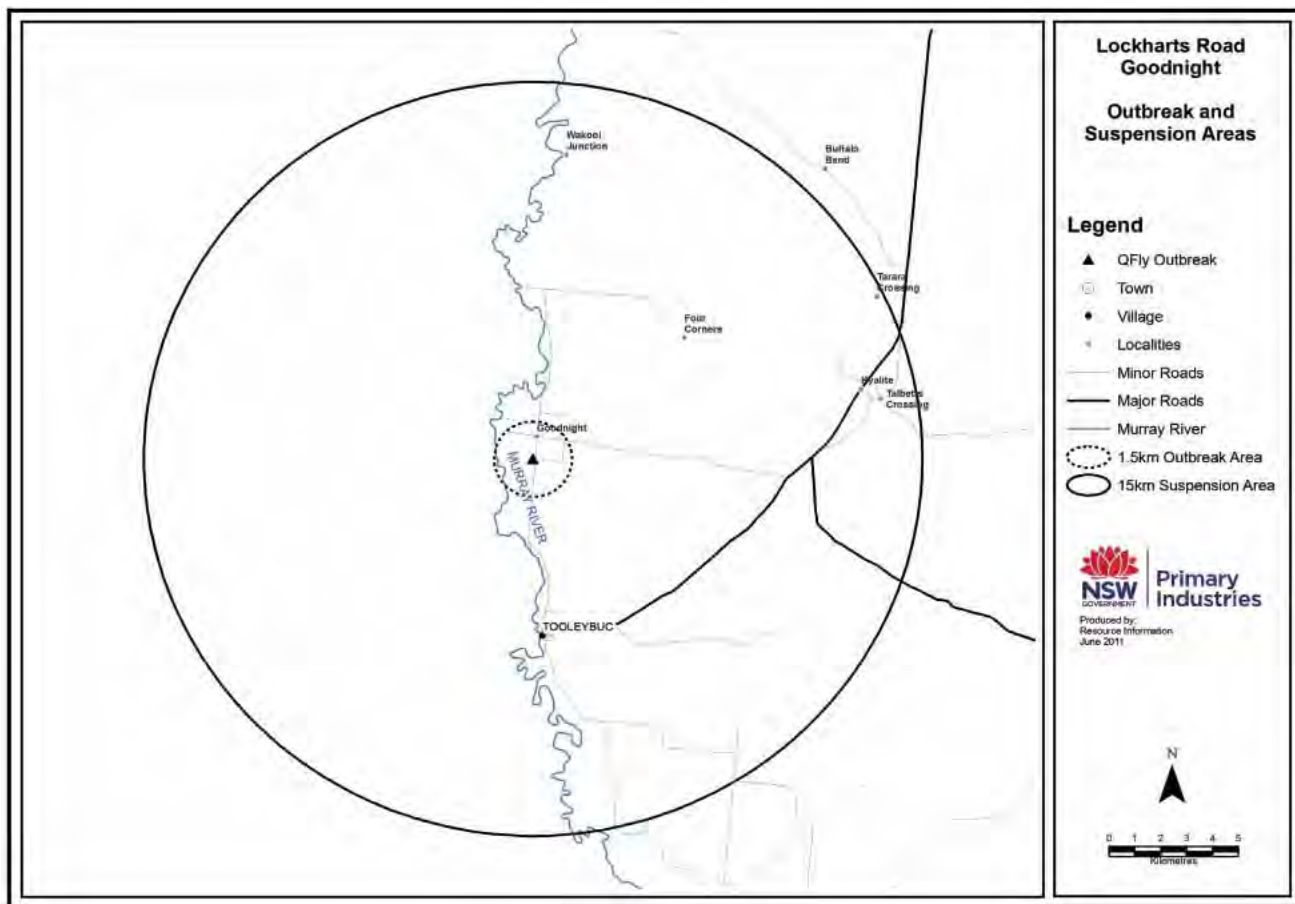 Lockharts Road
Goodnight
Outbreak and
Suspension Areas
Legend
QFly Outbreak
Town
Village
Localities
Minor Roads
Major Roads
Murray River
1.5km Outbreak Area
15km Suspension Area
NSW
GOVERNMENT
Primary
Industries
Produced by:
Resource Information
June 2011
N
0 1 2 3 4 5
Kilometres
Wakool
Junction
Buffalo
Bend
Tarara
Crossing
Four
Corners
Kyalite
Talbetts
Crossing
Goodnight
MURRAY RIVER
TOOLEYBUC